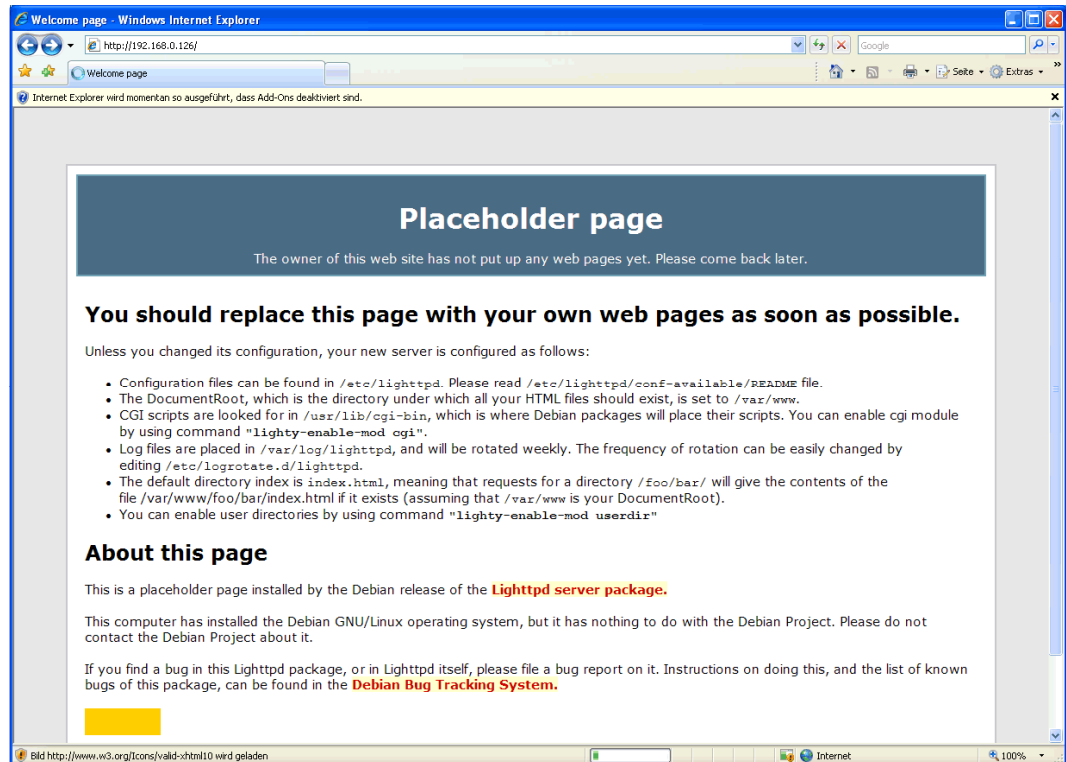 Welcome page - Windows Internet Explorer
http://192.168.0.126/
Google
Welcome page
Seite
Extras
»
Internet Explorer wird momentan so ausgeführt, dass Add-Ons deaktiviert sind.
Placeholder page
The owner of this web site has not put up any web pages yet. Please come back later.
You should replace this page with your own web pages as soon as possible.
Unless you changed its configuration, your new server is configured as follows:
• Configuration files can be found in /etc/lighttpd. Please read /etc/lighttpd/conf-available/README file.
• The DocumentRoot, which is the directory under which all your HTML files should exist, is set to /var/www.
• CGI scripts are looked for in /usr/lib/cgi-bin, which is where Debian packages will place their scripts. You can enable cgi module
by using command "lighty-enable-mod cgi".
• Log files are placed in /var/log/lighttpd, and will be rotated weekly. The frequency of rotation can be easily changed by
editing /etc/logrotate.d/lighttpd.
• The default directory index is index.html, meaning that requests for a directory /foo/bar/ will give the contents of the
file /var/www/foo/bar/index.html if it exists (assuming that /var/www is your DocumentRoot).
• You can enable user directories by using command "lighty-enable-mod userdir"
About this page
This is a placeholder page installed by the Debian release of the Lighttpd server package.
This computer has installed the Debian GNU/Linux operating system, but it has nothing to do with the Debian Project. Please do not
contact the Debian Project about it.
If you find a bug in this Lighttpd package, or in Lighttpd itself, please file a bug report on it. Instructions on doing this, and the list of known
bugs of this package, can be found in the Debian Bug Tracking System.
Bild http://www.w3.org/Icons/valid-xhtml10 wird geladen
Internet
100%